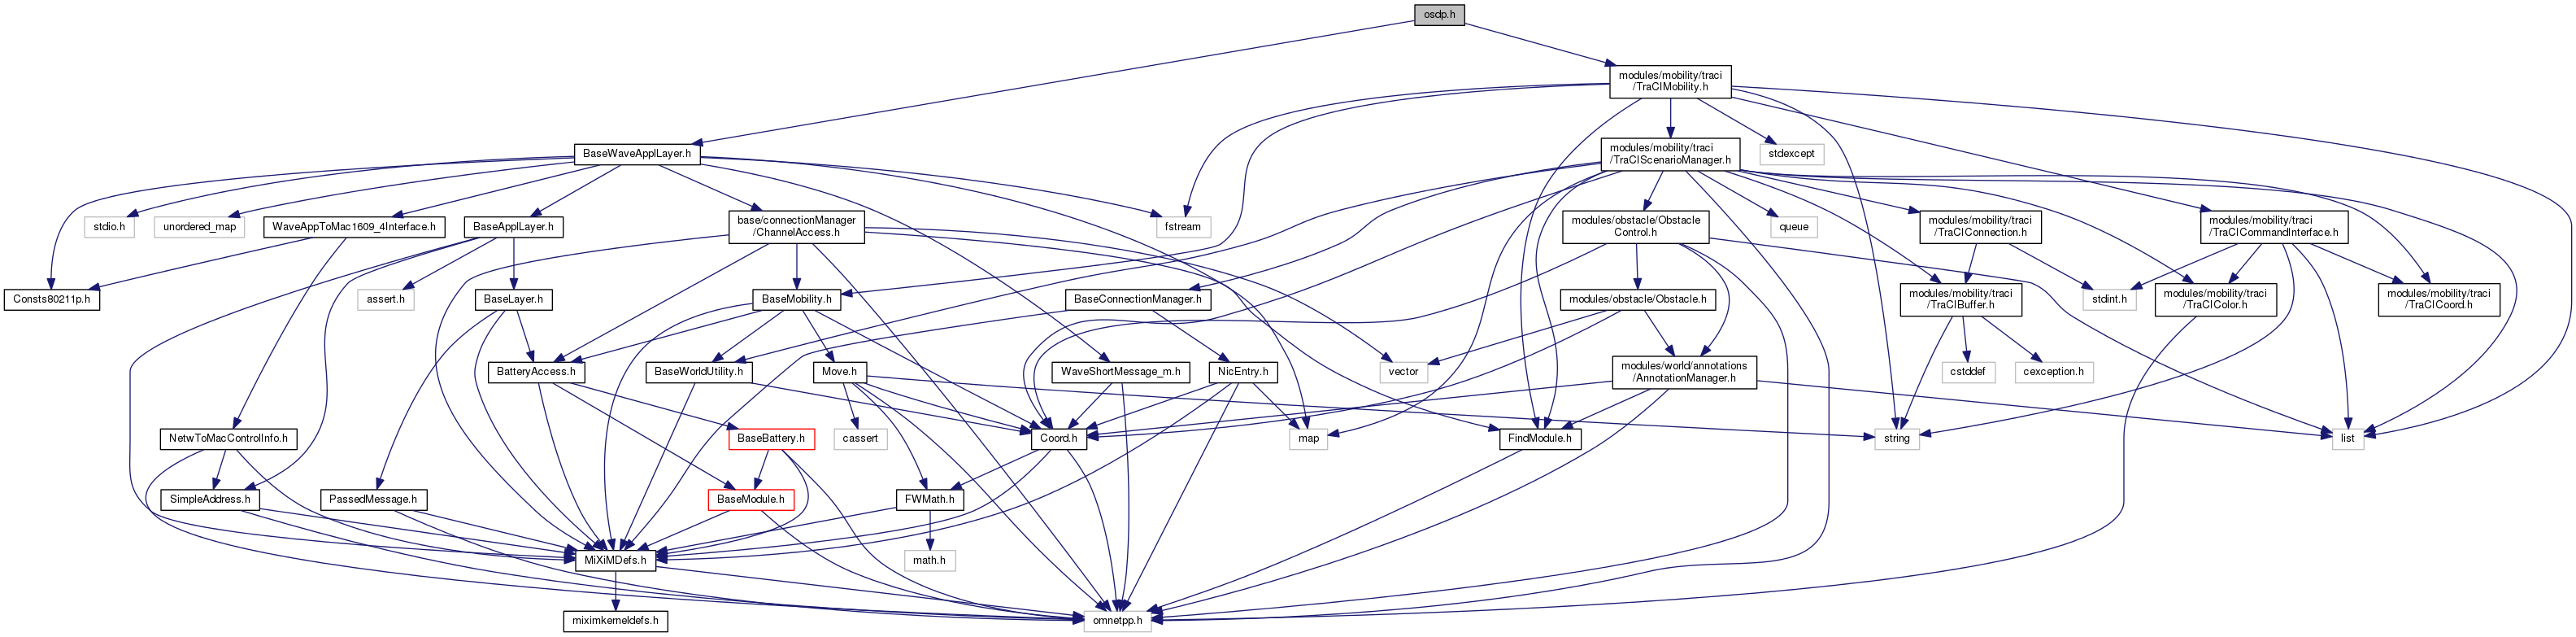 osdp.h
modules/mobility/traci
/TraCIMobility.h
BaseWaveApplLayer.h
modules/mobility/traci
/TraCIScenarioManager.h
stdexcept
stdio.h
unordered_map
WaveAppToMac1609_4Interface.h
BaseApplLayer.h
base/connectionManager
/ChannelAccess.h
fstream
modules/obstacle/Obstacle
Control.h
queue
modules/mobility/traci
/TraCIConnection.h
modules/mobility/traci
/TraCICommandInterface.h
Consts80211p.h
assert.h
BaseLayer.h
BaseMobility.h
BaseConnectionManager.h
modules/obstacle/Obstacle.h
modules/mobility/traci
/TraCIBuffer.h
stdint.h
modules/mobility/traci
/TraCIColor.h
modules/mobility/traci
/TraCICoord.h
BatteryAccess.h
BaseWorldUtility.h
Move.h
WaveShortMessage_m.h
NicEntry.h
vector
modules/world/annotations
/AnnotationManager.h
cstddef
cexception.h
NetwToMacControlInfo.h
BaseBattery.h
cassert
Coord.h
map
FindModule.h
string
list
SimpleAddress.h
PassedMessage.h
BaseModule.h
FWMath.h
MiXiMDefs.h
math.h
miximkerneldefs.h
omnetpp.h